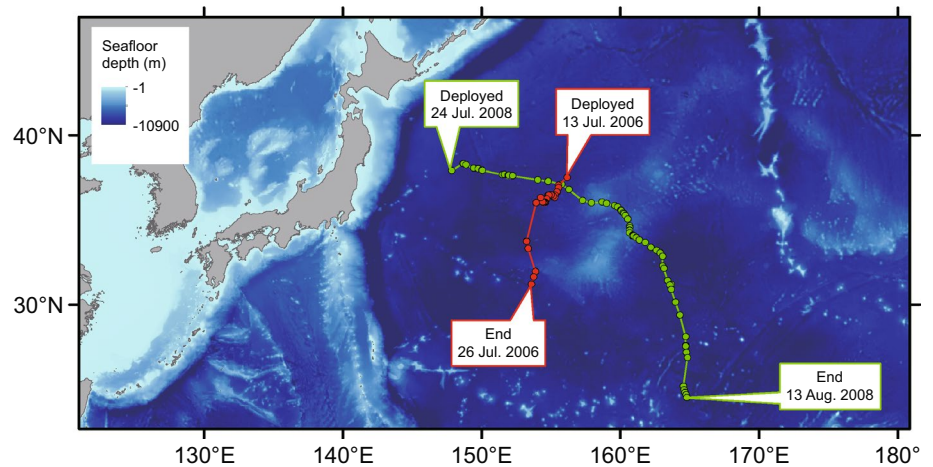 Seafloor
depth (m)
-1
-10900
Deployed
24 Jul. 2008
Deployed
13 Jul. 2006
40°N
30°N
End
26 Jul. 2006
End
13 Aug. 2008
130°E
140°E
150°E
160°E
170°E
180°